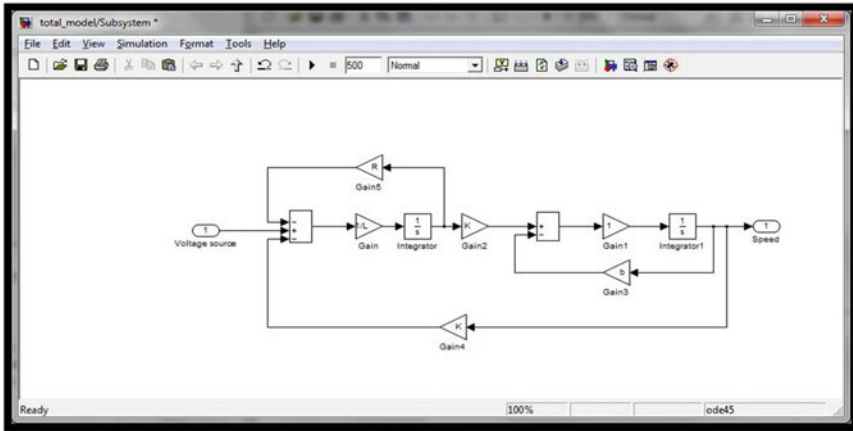 total_model/Subsystem *
File Edit View Simulation Format Tools Help
500 Normal
R
Gain5
1
Voltage source
1/L
Gain
1
s
Integrator
K
Gain2
1
Gain1
1
s
Integrator1
1
Speed
b
Gain3
K
Gain4
Ready 100% ode45